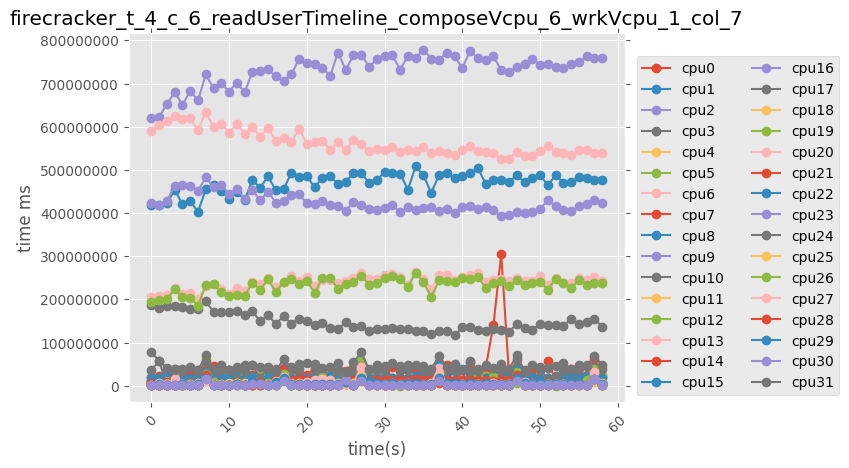 firecracker_t_4_c_6_readUserTimeline_composeVcpu_6_wrkVcpu_1_col_7
800000000
700000000
600000000
500000000
400000000
300000000
200000000
100000000
0
time ms
0
10
20
30
40
50
60
time(s)
cpu0
cpu1
cpu2
cpu3
cpu4
cpu5
cpu6
cpu7
cpu8
cpu9
cpu10
cpu11
cpu12
cpu13
cpu14
cpu15
cpu16
cpu17
cpu18
cpu19
cpu20
cpu21
cpu22
cpu23
cpu24
cpu25
cpu26
cpu27
cpu28
cpu29
cpu30
cpu31